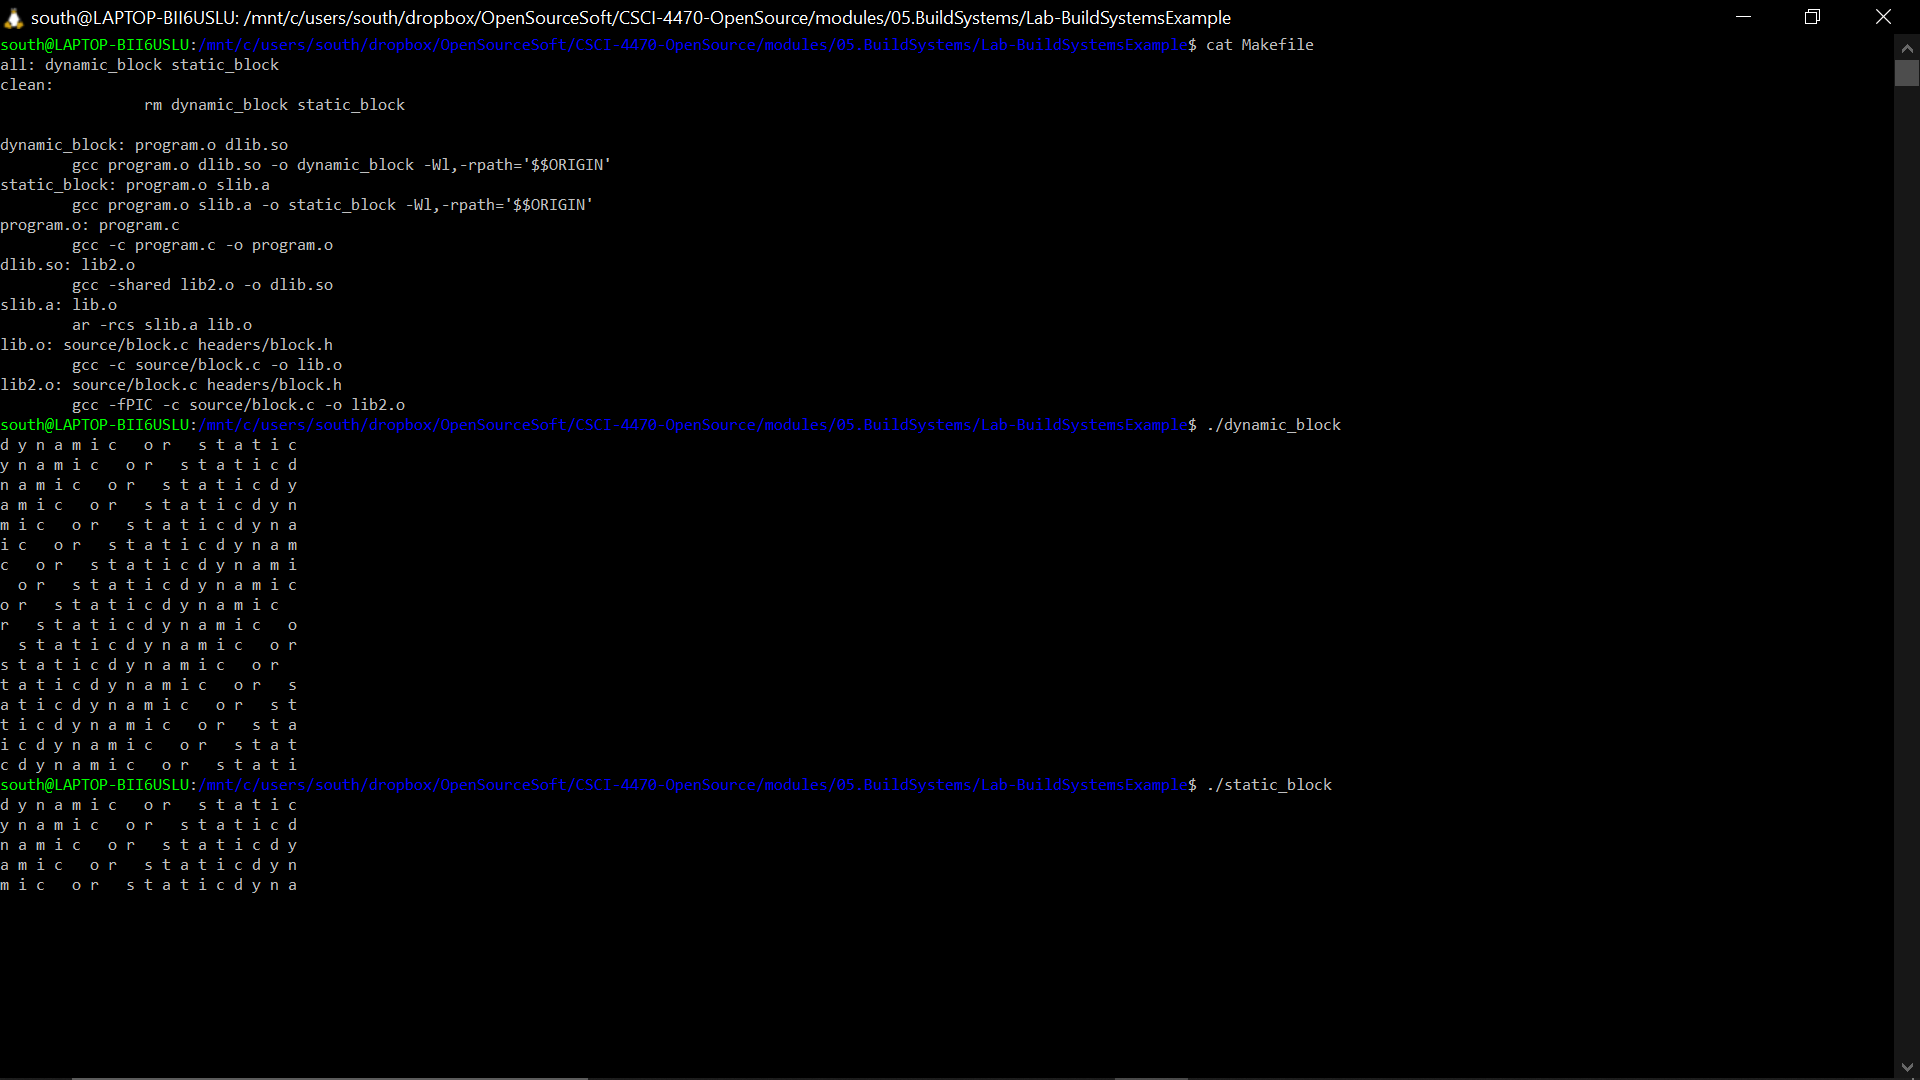 south@LAPTOP-BII6USLU: /mnt/c/users/south/dropbox/OpenSourceSoft/CSCI-4470-OpenSource/modules/05.BuildSystems/Lab-BuildSystemsExample
south@LAPTOP-BII6USLU:/mnt/c/users/south/dropbox/OpenSourceSoft/CSCI-4470-OpenSource/modules/05.BuildSystems/Lab-BuildSystemsExample$ cat Makefile
all: dynamic_block static_block
clean:
                rm dynamic_block static_block

dynamic_block: program.o dlib.so
        gcc program.o dlib.so -o dynamic_block -Wl,-rpath='$$ORIGIN'
static_block: program.o slib.a
        gcc program.o slib.a -o static_block -Wl,-rpath='$$ORIGIN'
program.o: program.c
        gcc -c program.c -o program.o
dlib.so: lib2.o
        gcc -shared lib2.o -o dlib.so
slib.a: lib.o
        ar -rcs slib.a lib.o
lib.o: source/block.c headers/block.h
        gcc -c source/block.c -o lib.o
lib2.o: source/block.c headers/block.h
        gcc -fPIC -c source/block.c -o lib2.o
south@LAPTOP-BII6USLU:/mnt/c/users/south/dropbox/OpenSourceSoft/CSCI-4470-OpenSource/modules/05.BuildSystems/Lab-BuildSystemsExample$ ./dynamic_block
d y n a m i c   o r   s t a t i c
y n a m i c   o r   s t a t i c d
n a m i c   o r   s t a t i c d y
a m i c   o r   s t a t i c d y n
m i c   o r   s t a t i c d y n a
i c   o r   s t a t i c d y n a m
c   o r   s t a t i c d y n a m i
  o r   s t a t i c d y n a m i c
o r   s t a t i c d y n a m i c
r   s t a t i c d y n a m i c   o
  s t a t i c d y n a m i c   o r
s t a t i c d y n a m i c   o r
t a t i c d y n a m i c   o r   s
a t i c d y n a m i c   o r   s t
t i c d y n a m i c   o r   s t a
i c d y n a m i c   o r   s t a t
c d y n a m i c   o r   s t a t i
south@LAPTOP-BII6USLU:/mnt/c/users/south/dropbox/OpenSourceSoft/CSCI-4470-OpenSource/modules/05.BuildSystems/Lab-BuildSystemsExample$ ./static_block
d y n a m i c   o r   s t a t i c
y n a m i c   o r   s t a t i c d
n a m i c   o r   s t a t i c d y
a m i c   o r   s t a t i c d y n
m i c   o r   s t a t i c d y n a